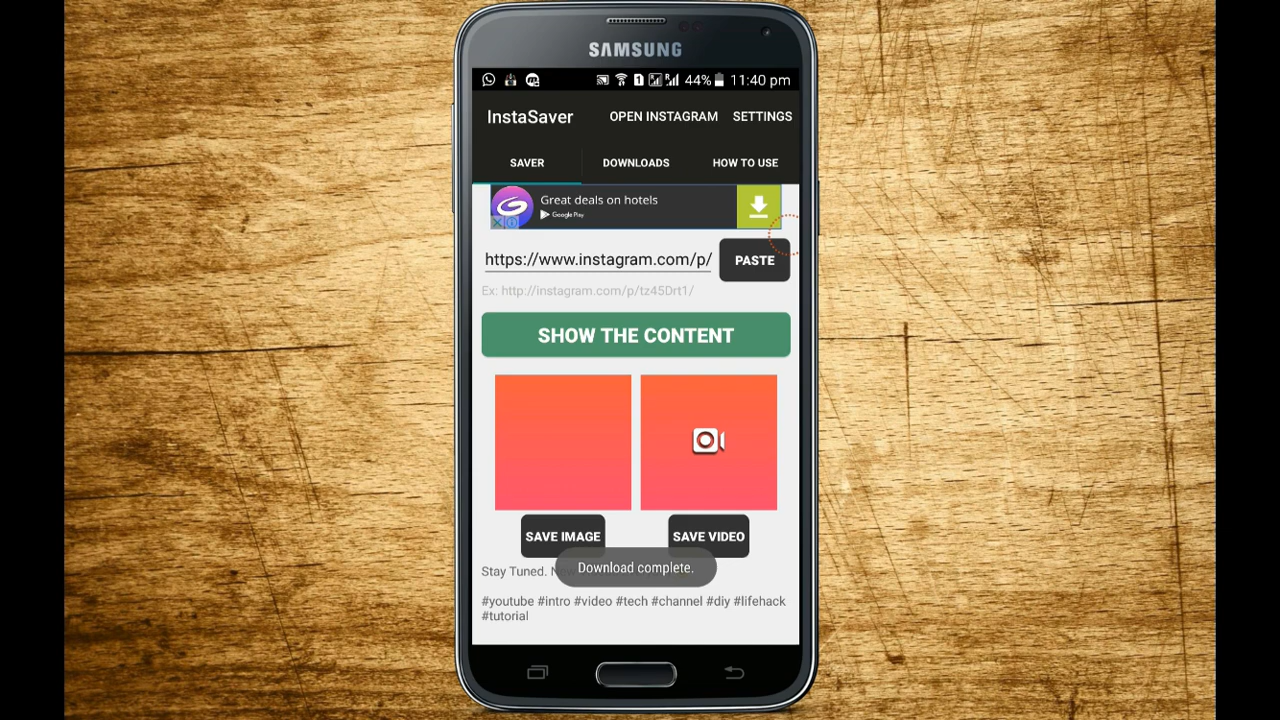 SAMSUNG
1 44% 11:40 pm
InstaSaver OPEN INSTAGRAM SETTINGS
SAVER DOWNLOADS HOW TO USE
Great deals on hotels
Google Play
https://www.instagram.com/p/ PASTE
Ex: http://instagram.com/p/tz45Drt1/
SHOW THE CONTENT
SAVE IMAGE SAVE VIDEO
Download complete.
Stay Tuned.
#youtube #intro #video #tech #channel #diy #lifehack
#tutorial